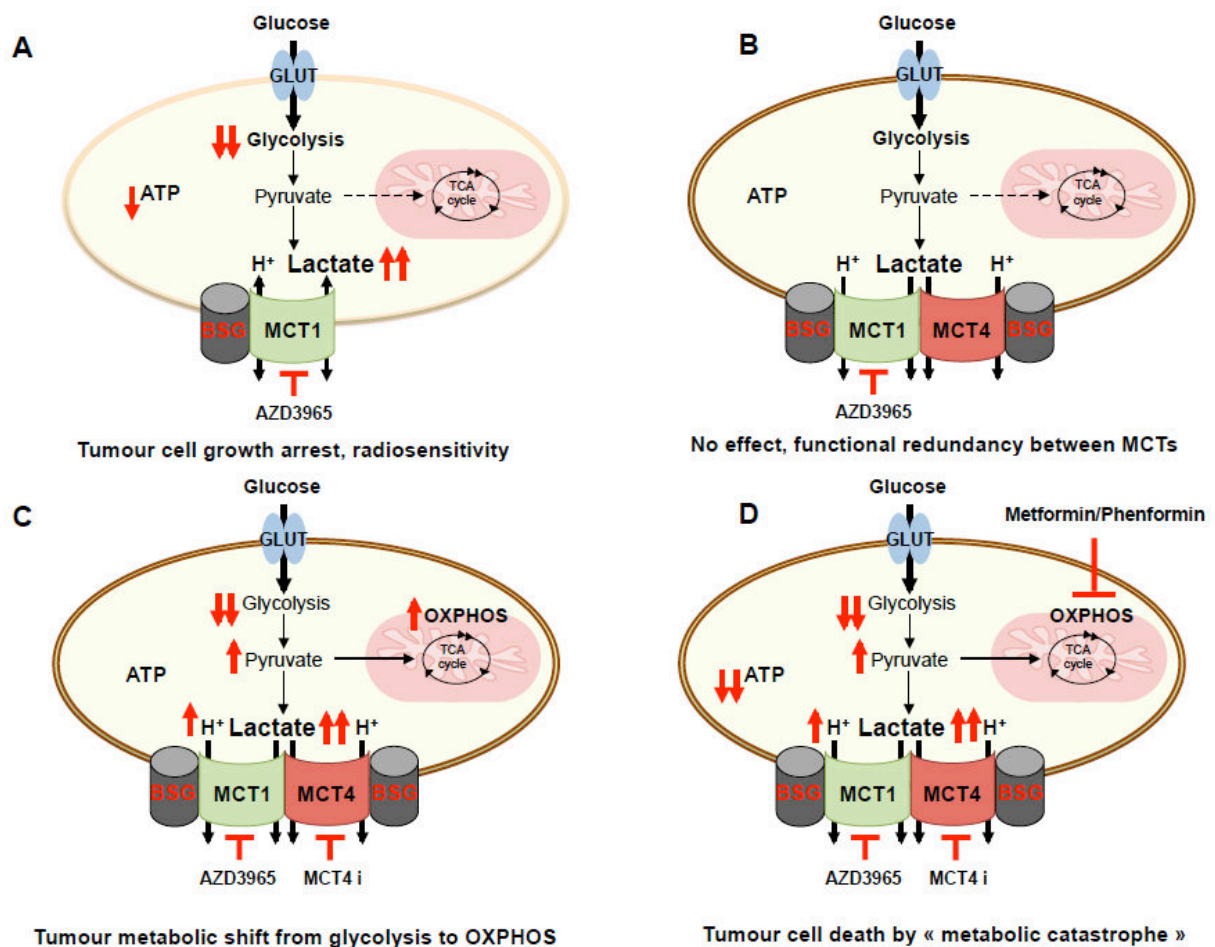 A
Glucose
GLUT
Glycolysis
ATP
Pyruvate
TCA
cycle
H+ Lactate
BSG
MCT1
AZD3965
Tumour cell growth arrest, radiosensitivity
B
Glucose
GLUT
Glycolysis
ATP
Pyruvate
TCA
cycle
H+ Lactate H+
BSG MCT1 MCT4 BSG
AZD3965
No effect, functional redundancy between MCTs
C
Glucose
GLUT
Glycolysis
OXPHOS
ATP
Pyruvate
TCA
cycle
H+ Lactate H+
BSG MCT1 MCT4 BSG
AZD3965 MCT4 i
Tumour metabolic shift from glycolysis to OXPHOS
D
Glucose
Metformin/Phenformin
GLUT
Glycolysis
OXPHOS
ATP
Pyruvate
TCA
cycle
H+ Lactate H+
BSG MCT1 MCT4 BSG
AZD3965 MCT4 i
Tumour cell death by « metabolic catastrophe »